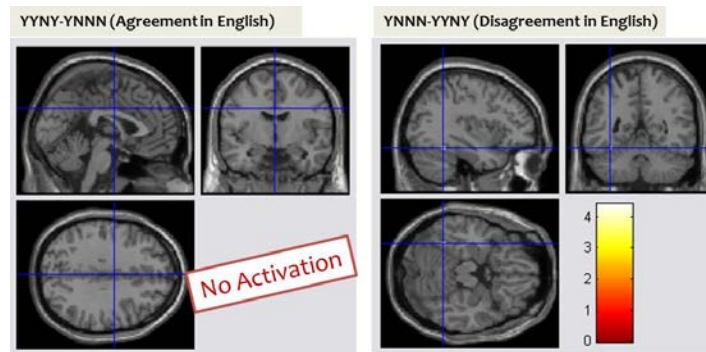 YYNY-YNNN (Agreement in English)
YNNN-YYNY (Disagreement in English)
No Activation
4
3
2
1
0